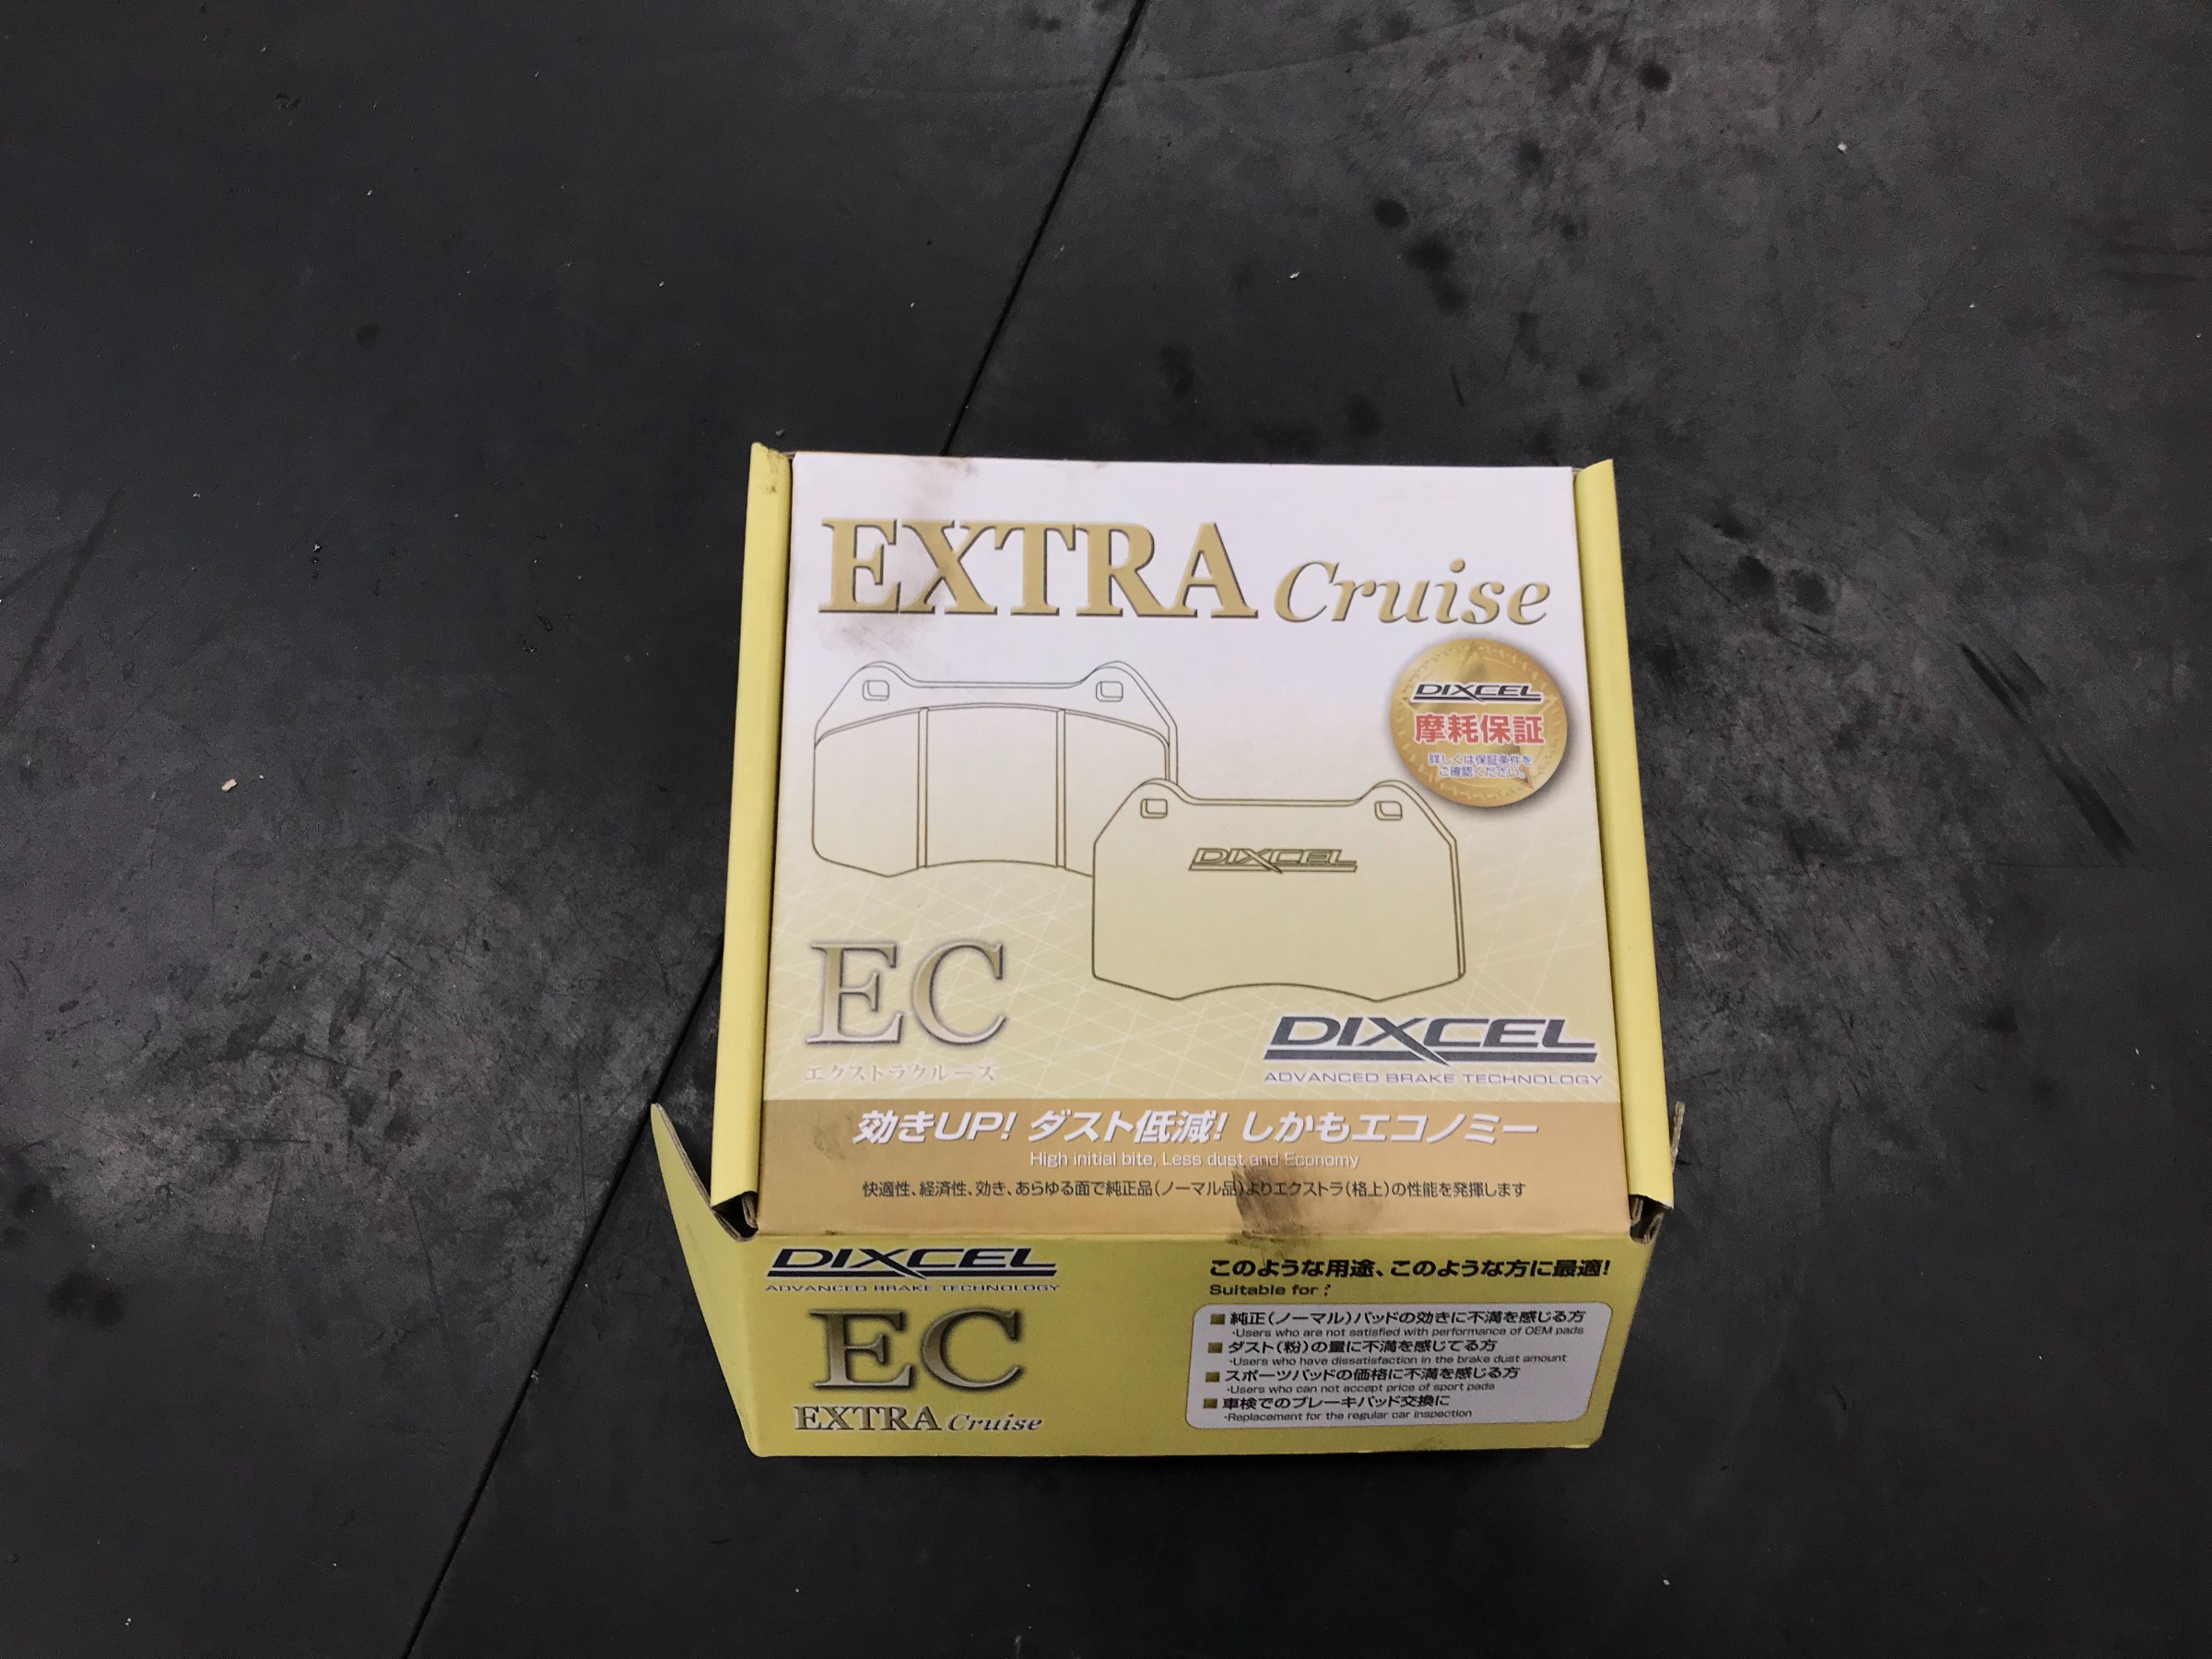 EXTRA Cruise
DIXCEL
摩耗保証
詳しくは保証条件を
ご確認ください。
DIXCEL
EC
エクストラクルーズ
DIXCEL
ADVANCED BRAKE TECHNOLOGY
効きUP! ダスト低減! しかもエコノミー
High initial bite, Less dust and Economy
快適性、経済性、効き、あらゆる面で純正品(ノーマル品)よりエクストラ(格上)の性能を発揮します
DIXCEL
ADVANCED BRAKE TECHNOLOGY
EC
EXTRA Cruise
このような用途、このような方に最適!
Suitable for ;
■ 純正(ノーマル)パッドの効きに不満を感じる方
・Users who are not satisfied with performance of OEM pads
■ ダスト(粉)の量に不満を感じてる方
・Users who have dissatisfaction in the brake dust amount
■ スポーツパッドの価格に不満を感じる方
・Users who can not accept price of sport pads
■ 車検でのブレーキパッド交換に
・Replacement for the regular car inspection